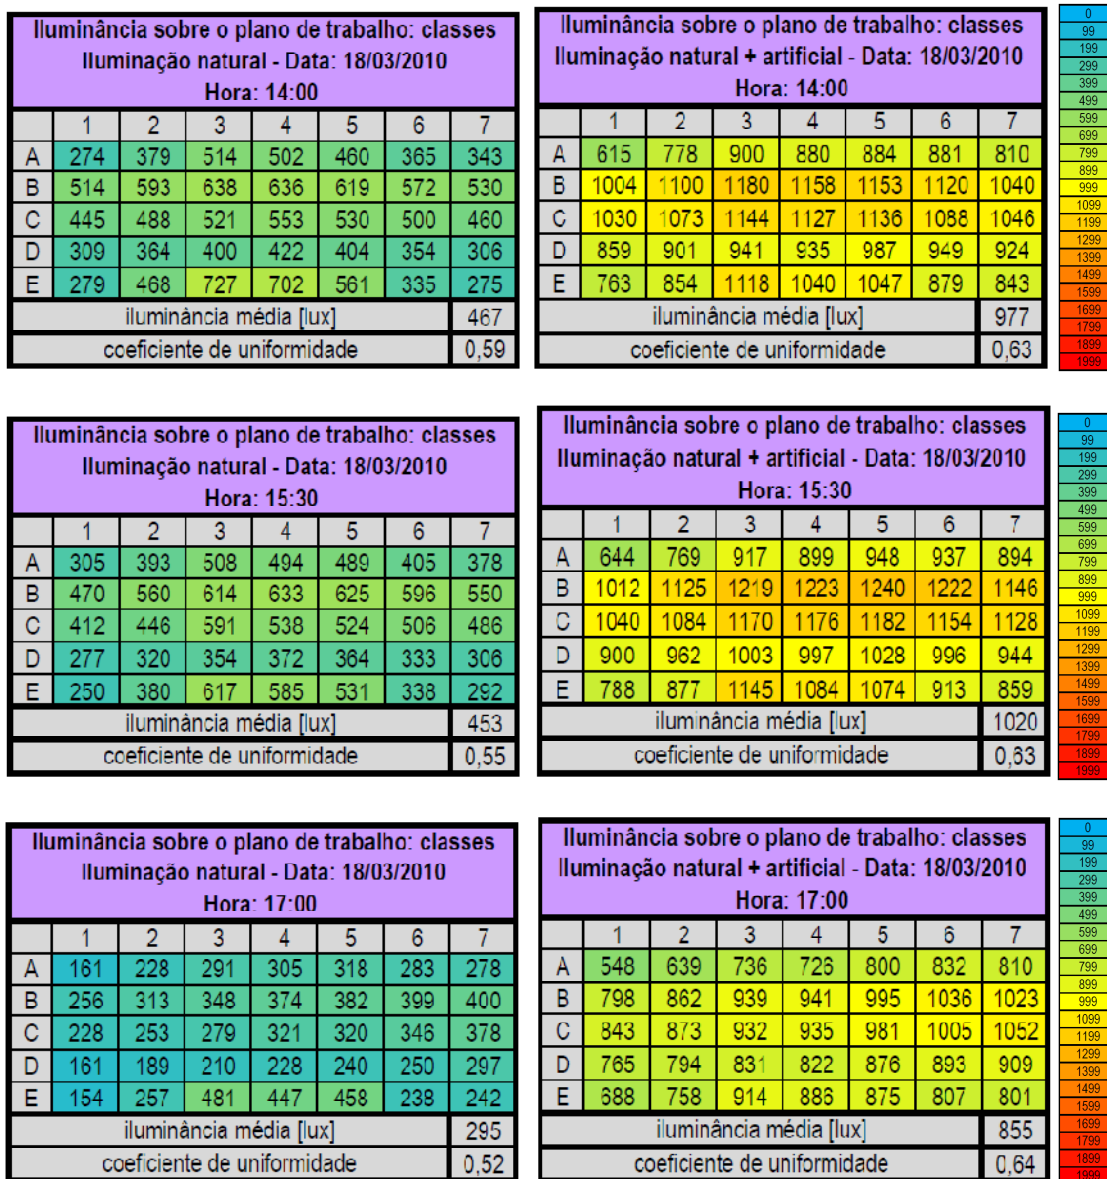 Iluminância sobre o plano de trabalho: classes
Iluminação natural - Data: 18/03/2010
Hora: 14:00
1 2 3 4 5 6 7
A 274 379 514 502 460 365 343
B 514 593 638 636 619 572 530
C 445 488 521 553 530 500 460
D 309 364 400 422 404 354 306
E 279 468 727 702 561 335 275
iluminância média [lux] 467
coeficiente de uniformidade 0,59
Iluminância sobre o plano de trabalho: classes
Iluminação natural + artificial - Data: 18/03/2010
Hora: 14:00
1 2 3 4 5 6 7
A 615 778 900 880 884 881 810
B 1004 1100 1180 1158 1153 1120 1040
C 1030 1073 1144 1127 1136 1088 1046
D 859 901 941 935 987 949 924
E 763 854 1118 1040 1047 879 843
iluminância média [lux] 977
coeficiente de uniformidade 0,63
0
99
199
299
399
499
599
699
799
899
999
1099
1199
1299
1399
1499
1599
1699
1799
1899
1999
Iluminância sobre o plano de trabalho: classes
Iluminação natural - Data: 18/03/2010
Hora: 15:30
1 2 3 4 5 6 7
A 305 393 508 494 489 405 378
B 470 560 614 633 625 596 550
C 412 446 591 538 524 506 486
D 277 320 354 372 364 333 306
E 250 380 617 585 531 338 292
iluminância média [lux] 453
coeficiente de uniformidade 0,55
Iluminância sobre o plano de trabalho: classes
Iluminação natural + artificial - Data: 18/03/2010
Hora: 15:30
1 2 3 4 5 6 7
A 644 769 917 899 948 937 894
B 1012 1125 1219 1223 1240 1222 1146
C 1040 1084 1170 1176 1182 1154 1128
D 900 962 1003 997 1028 996 944
E 788 877 1145 1084 1074 913 859
iluminância média [lux] 1020
coeficiente de uniformidade 0,63
0
99
199
299
399
499
599
699
799
899
999
1099
1199
1299
1399
1499
1599
1699
1799
1899
1999
Iluminância sobre o plano de trabalho: classes
Iluminação natural - Data: 18/03/2010
Hora: 17:00
1 2 3 4 5 6 7
A 161 228 291 305 318 283 278
B 256 313 348 374 382 399 400
C 228 253 279 321 320 346 378
D 161 189 210 228 240 250 297
E 154 257 481 447 458 238 242
iluminância média [lux] 295
coeficiente de uniformidade 0,52
Iluminância sobre o plano de trabalho: classes
Iluminação natural + artificial - Data: 18/03/2010
Hora: 17:00
1 2 3 4 5 6 7
A 548 639 736 726 800 832 810
B 798 862 939 941 995 1036 1023
C 843 873 932 935 981 1005 1052
D 765 794 831 822 876 893 909
E 688 758 914 886 875 807 801
iluminância média [lux] 855
coeficiente de uniformidade 0,64
0
99
199
299
399
499
599
699
799
899
999
1099
1199
1299
1399
1499
1599
1699
1799
1899
1999